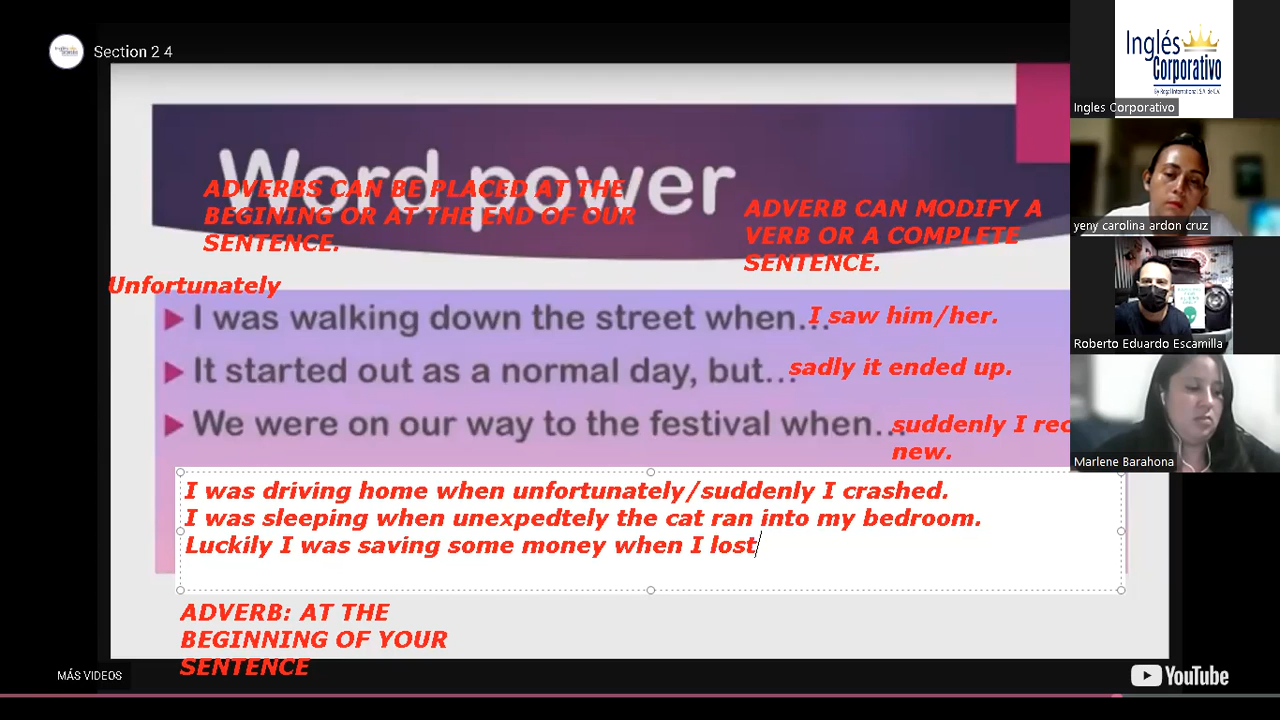 Section 2 4
Word power
ADVERBS CAN BE PLACED AT THE
BEGINING OR AT THE END OF OUR
SENTENCE.
ADVERB CAN MODIFY A
VERB OR A COMPLETE
SENTENCE.
Unfortunately
I was walking down the street when... I saw him/her.
It started out as a normal day, but... sadly it ended up.
We were on our way to the festival when... suddenly I rec
new.
I was driving home when unfortunately/suddenly I crashed.
I was sleeping when unexpedtely the cat ran into my bedroom.
Luckily I was saving some money when I lost
ADVERB: AT THE
BEGINNING OF YOUR
SENTENCE
MÁS VIDEOS
YouTube
Inglés
Corporativo
Ingles Corporativo
yeny carolina ardon cruz
Roberto Eduardo Escamilla
Marlene Barahona